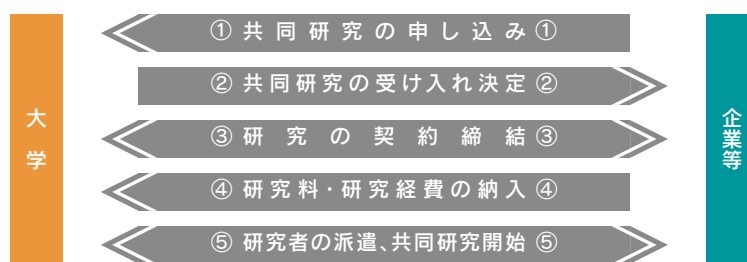 大学
① 共同研究の申し込み ①
② 共同研究の受け入れ決定 ②
③ 研究の契約締結 ③
④ 研究料・研究経費の納入 ④
⑤ 研究者の派遣、共同研究開始 ⑤
企業等